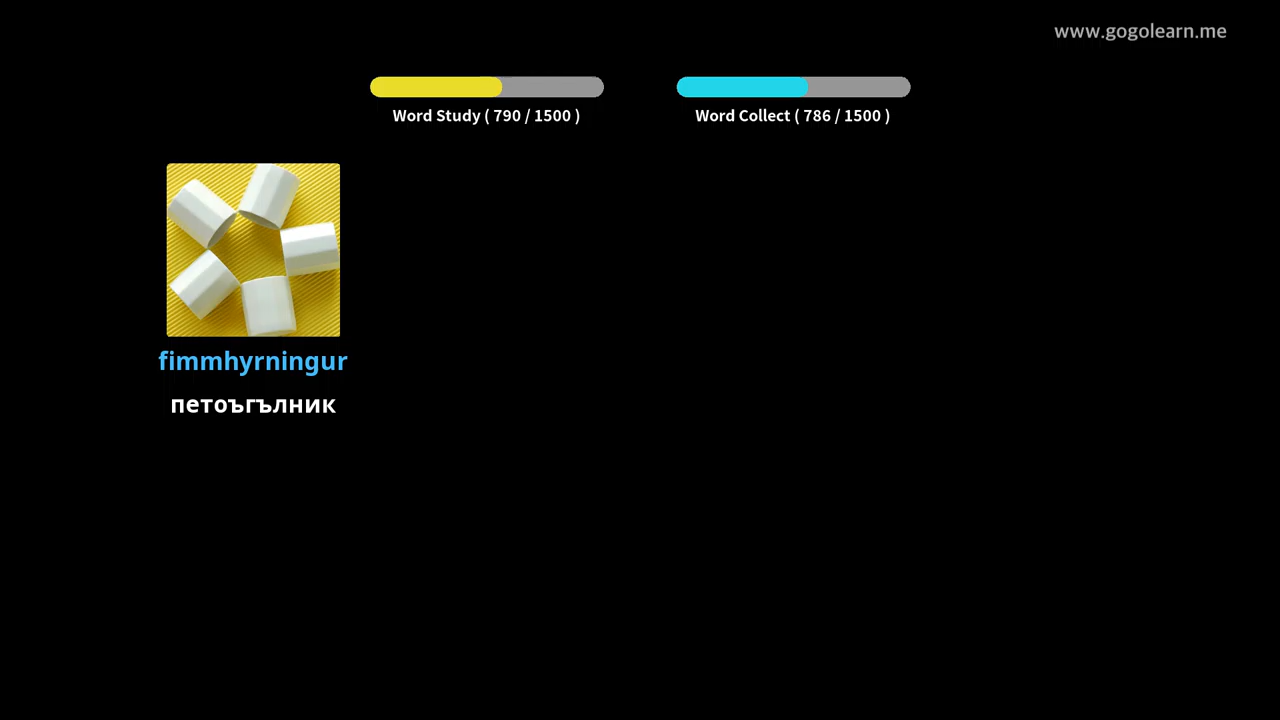 www.gogolearn.me
Word Study ( 790 / 1500 )
Word Collect ( 786 / 1500 )
fimmhyrningur
петоъгълник